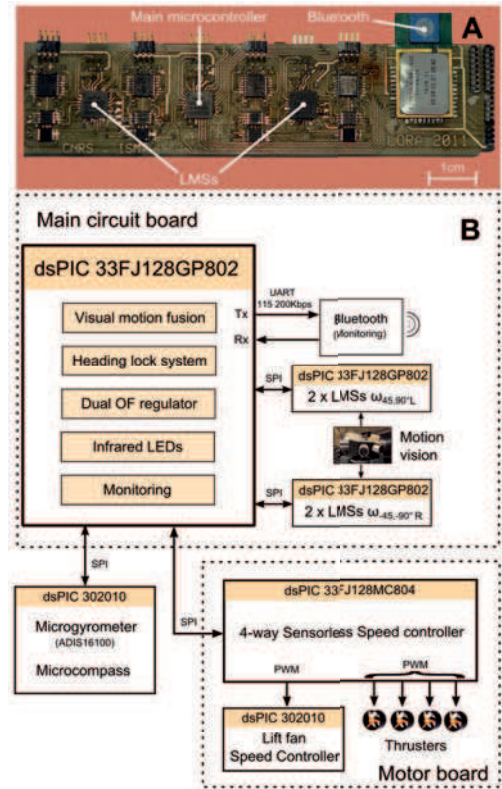 Main microcontroller
Bluetooth
A
LMSs
CNRS
LORA 2011
1cm
Main circuit board
B
dsPIC 33FJ128GP802
Visual motion fusion
Heading lock system
Dual OF regulator
Infrared LEDs
Monitoring
Tx
UART
115 200Kbps
Rx
Bluetooth
(Monitoring)
SPI
dsPIC 33FJ128GP802
2 x LMSs ω45,90°L
Motion
vision
SPI
dsPIC 33FJ128GP802
2 x LMSs ω-45,-90°R
SPI
dsPIC 302010
Microgyrometer
(ADIS16100)
Microcompass
SPI
dsPIC 33FJ128MC804
4-way Sensorless Speed controller
PWM
PWM
dsPIC 302010
Lift fan
Speed Controller
Thrusters
Motor board